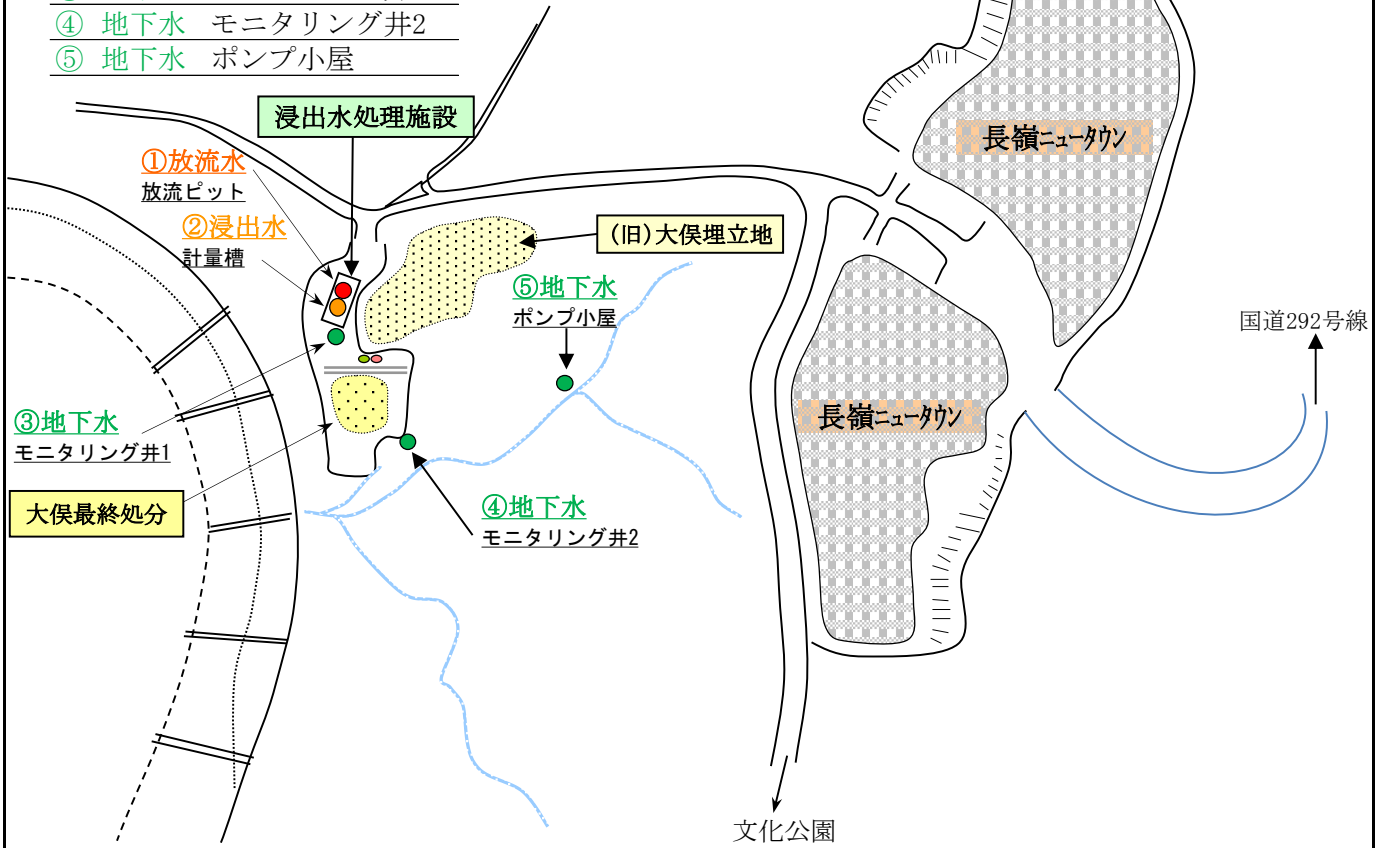 ④ 地下水 モニタリング井2
⑤ 地下水 ポンプ小屋
浸出水処理施設
①放流水
放流ピット
②浸出水
計量槽
(旧)大俣埋立地
⑤地下水
ポンプ小屋
長嶺ニュータウン
国道292号線
③地下水
モニタリング井1
長嶺ニュータウン
大俣最終処分
④地下水
モニタリング井2
文化公園